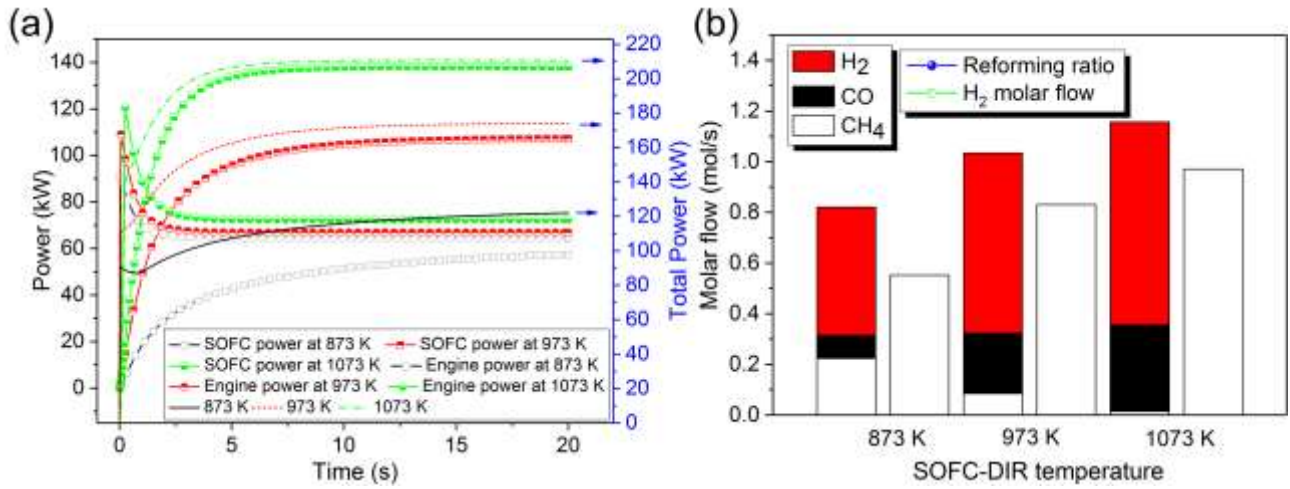 (a)
140
120
100
80
60
40
20
0
Power (kW)
220
200
180
160
140
120
100
80
60
40
20
0
Total Power (kW)
SOFC power at 873 K
SOFC power at 973 K
SOFC power at 1073 K
Engine power at 873 K
Engine power at 973 K
Engine power at 1073 K
873 K
973 K
1073 K
0 5 10 15 20
Time (s)
(b)
H2
CO
CH4
Reforming ratio
H2 molar flow
1.4
1.2
1.0
0.8
0.6
0.4
0.2
0.0
Molar flow (mol/s)
873 K 973 K 1073 K
SOFC-DIR temperature